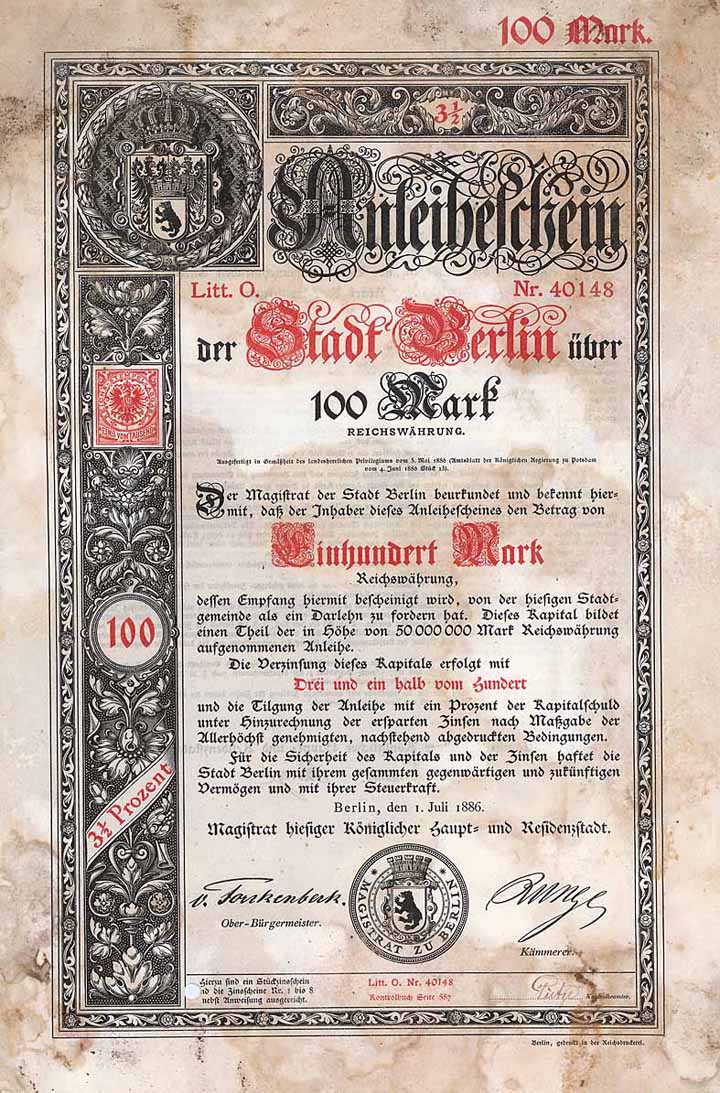 100 Mark.
3½
Anleiheschein
Litt. O. Nr. 40148
der Stadt Berlin über
100 Mark
REICHSWÄHRUNG.
Ausgefertigt in Gemäßheit des landesherrlichen Privilegiums vom 3. Mai 1886 (Amtsblatt der Königlichen Regierung zu Potsdam
vom 4. Juni 1886 Stück 23).
Der Magistrat der Stadt Berlin beurkundet und bekennt hier-
mit, daß der Inhaber dieses Anleihescheines den Betrag von
Einhundert Mark
Reichswährung,
dessen Empfang hiermit bescheinigt wird, von der hiesigen Stadt-
gemeinde als ein Darlehn zu fordern hat. Dieses Kapital bildet
einen Theil der in Höhe von 50 000 000 Mark Reichswährung
aufgenommenen Anleihe.
Die Verzinsung dieses Kapitals erfolgt mit
Drei und ein halb vom Hundert
und die Tilgung der Anleihe mit ein Prozent der Kapitalschuld
unter Hinzurechnung der ersparten Zinsen nach Maßgabe der
Allerhöchst genehmigten, nachstehend abgedruckten Bedingungen.
Für die Sicherheit des Kapitals und der Zinsen haftet die
Stadt Berlin mit ihrem gesammten gegenwärtigen und zukünftigen
Vermögen und mit ihrer Steuerkraft.
Berlin, den 1. Juli 1886.
Magistrat hiesiger Königlicher Haupt- und Residenzstadt.
100
3½ Prozent
v. Forckenbeck.
Ober-Bürgermeister.
MAGISTRAT ZU BERLIN
Runge
Kämmerer.
Hierzu sind ein Stückzinsschein
und die Zinsscheine Nr. 1 bis 8
nebst Anweisung ausgereicht.
Litt. O. Nr. 40148
Kontrolbuch Seite 587
Berlin, gedruckt in der Reichsdruckerei.